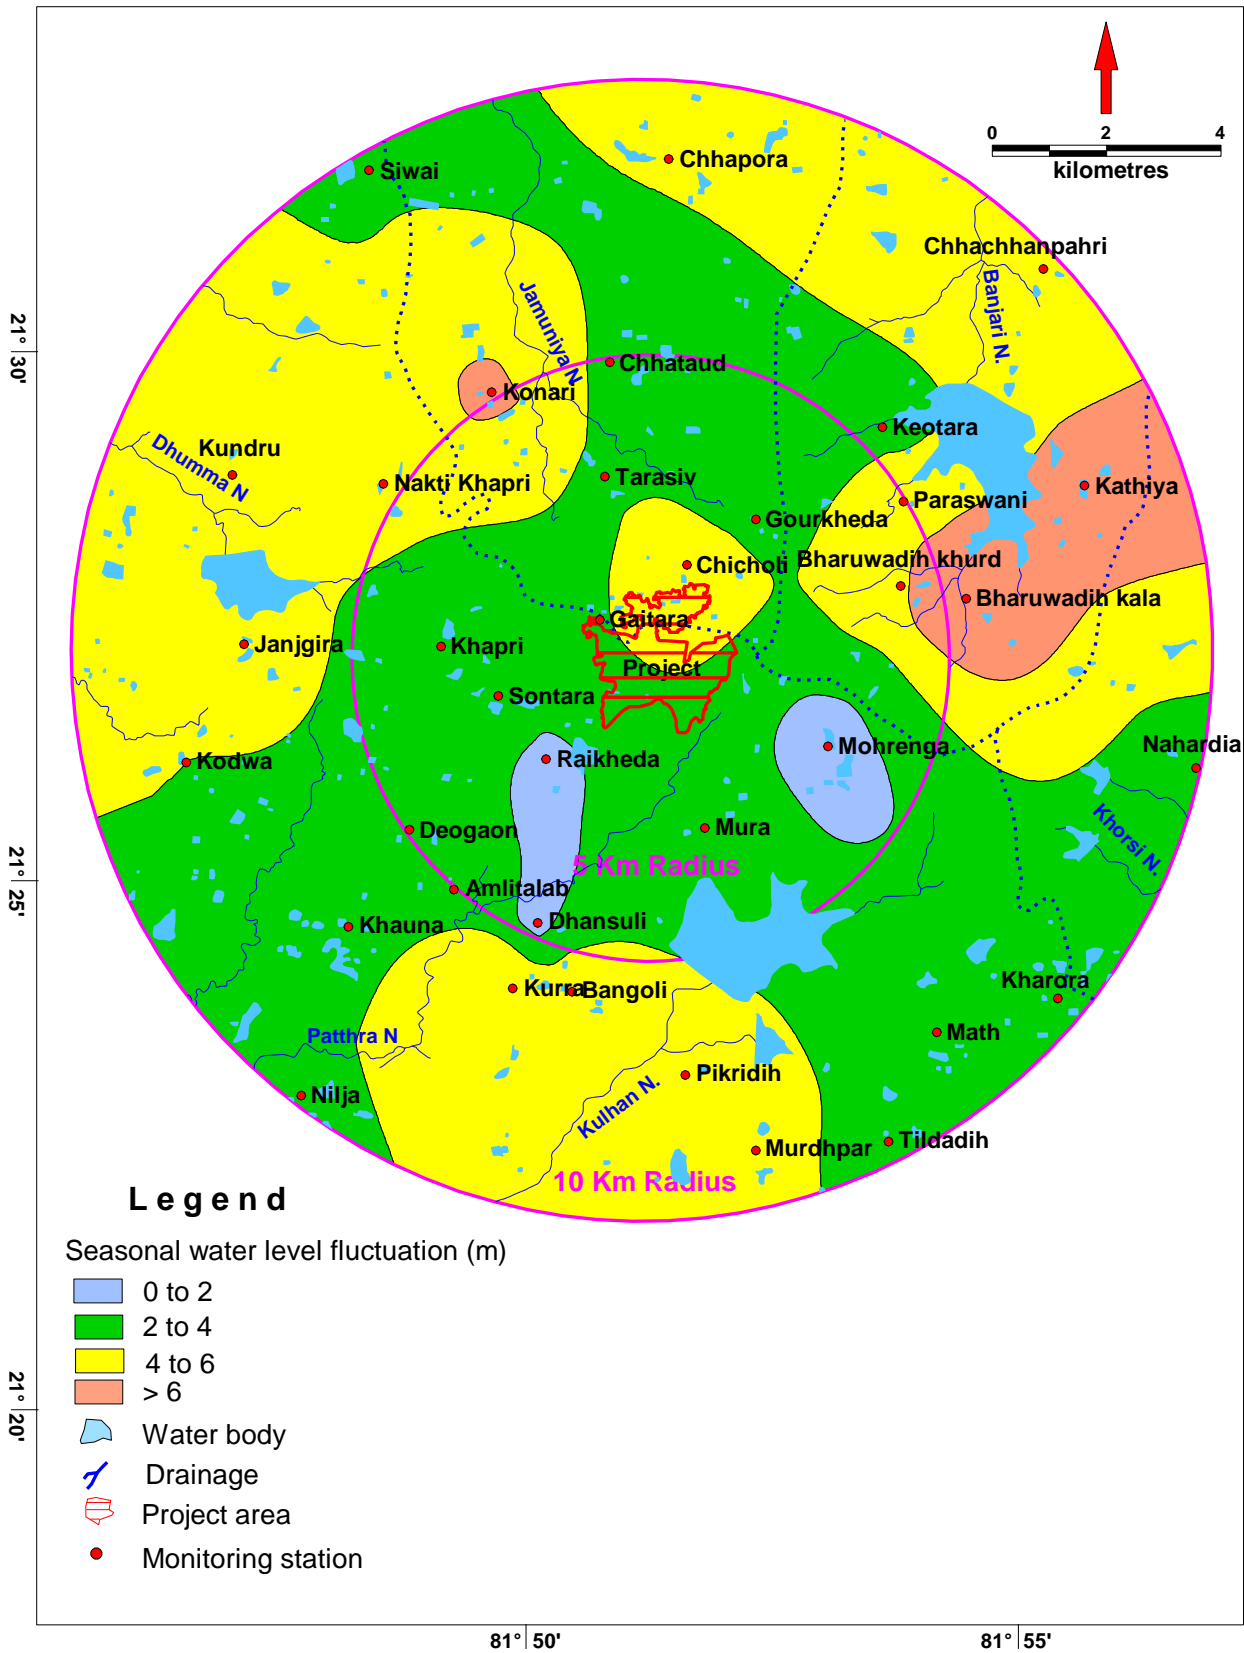 0 2 4
kilometres
Siwai
Chhapora
Chhachhanpahri
Banjari N.
Jamuniya N
21° 30'
Chhataud
Konari
Keotara
Kundru
Dhumma N
Nakti Khapri
Tarasiv
Kathiya
Paraswani
Gourkheda
Chicholi
Bharuwadih khurd
Bharuwadih kala
Gaitara
Janjgira
Khapri
Project
Sontara
Mohrenga
Nahardia
Kodwa
Raikheda
Deogaon
Mura
Khorsi N.
5 Km Radius
21° 25'
Amlitalab
Khauna
Dhansuli
Kharora
Kurra
Bangoli
Math
Patthra N
Pikridih
Nilja
Kulhan N.
Tildadih
Murdhpar
10 Km Radius
Legend
Seasonal water level fluctuation (m)
0 to 2
2 to 4
4 to 6
> 6
21° 20'
Water body
Drainage
Project area
Monitoring station
81° 50' 81° 55'